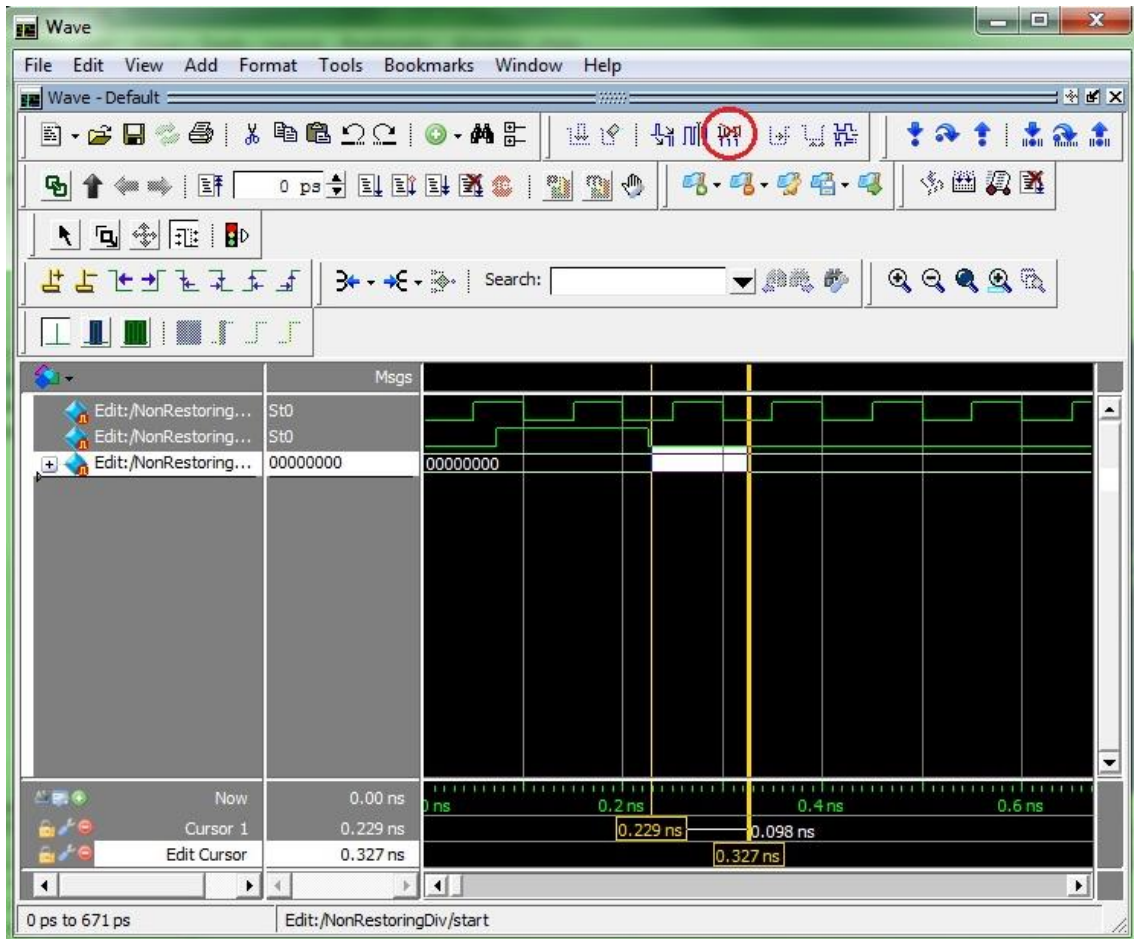 Wave
File Edit View Add Format Tools Bookmarks Window Help
Wave - Default
0 ps
Search:
Msgs
Edit:/NonRestoring... St0
Edit:/NonRestoring... St0
Edit:/NonRestoring... 00000000 00000000
Now 0.00 ns ns 0.2 ns 0.4 ns 0.6 ns
Cursor 1 0.229 ns 0.229 ns 0.098 ns
Edit Cursor 0.327 ns 0.327 ns
0 ps to 671 ps Edit:/NonRestoringDiv/start